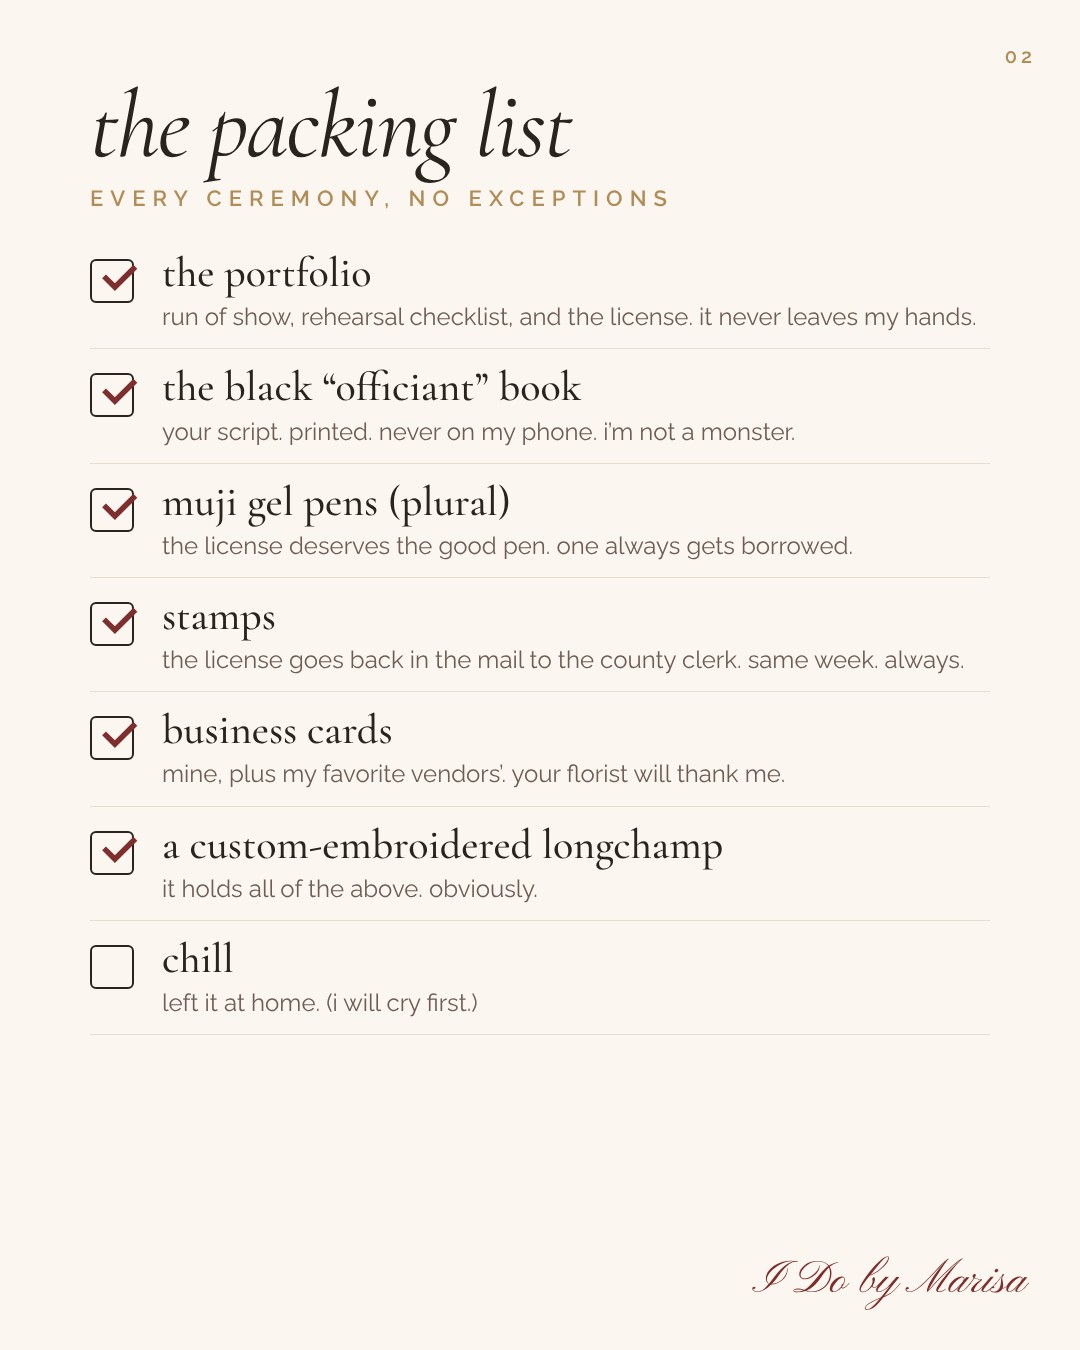 02
the packing list
EVERY CEREMONY, NO EXCEPTIONS
the portfolio
run of show, rehearsal checklist, and the license. it never leaves my hands.
the black “officiant” book
your script. printed. never on my phone. i’m not a monster.
muji gel pens (plural)
the license deserves the good pen. one always gets borrowed.
stamps
the license goes back in the mail to the county clerk. same week. always.
business cards
mine, plus my favorite vendors’. your florist will thank me.
a custom-embroidered longchamp
it holds all of the above. obviously.
chill
left it at home. (i will cry first.)
I Do by Marisa